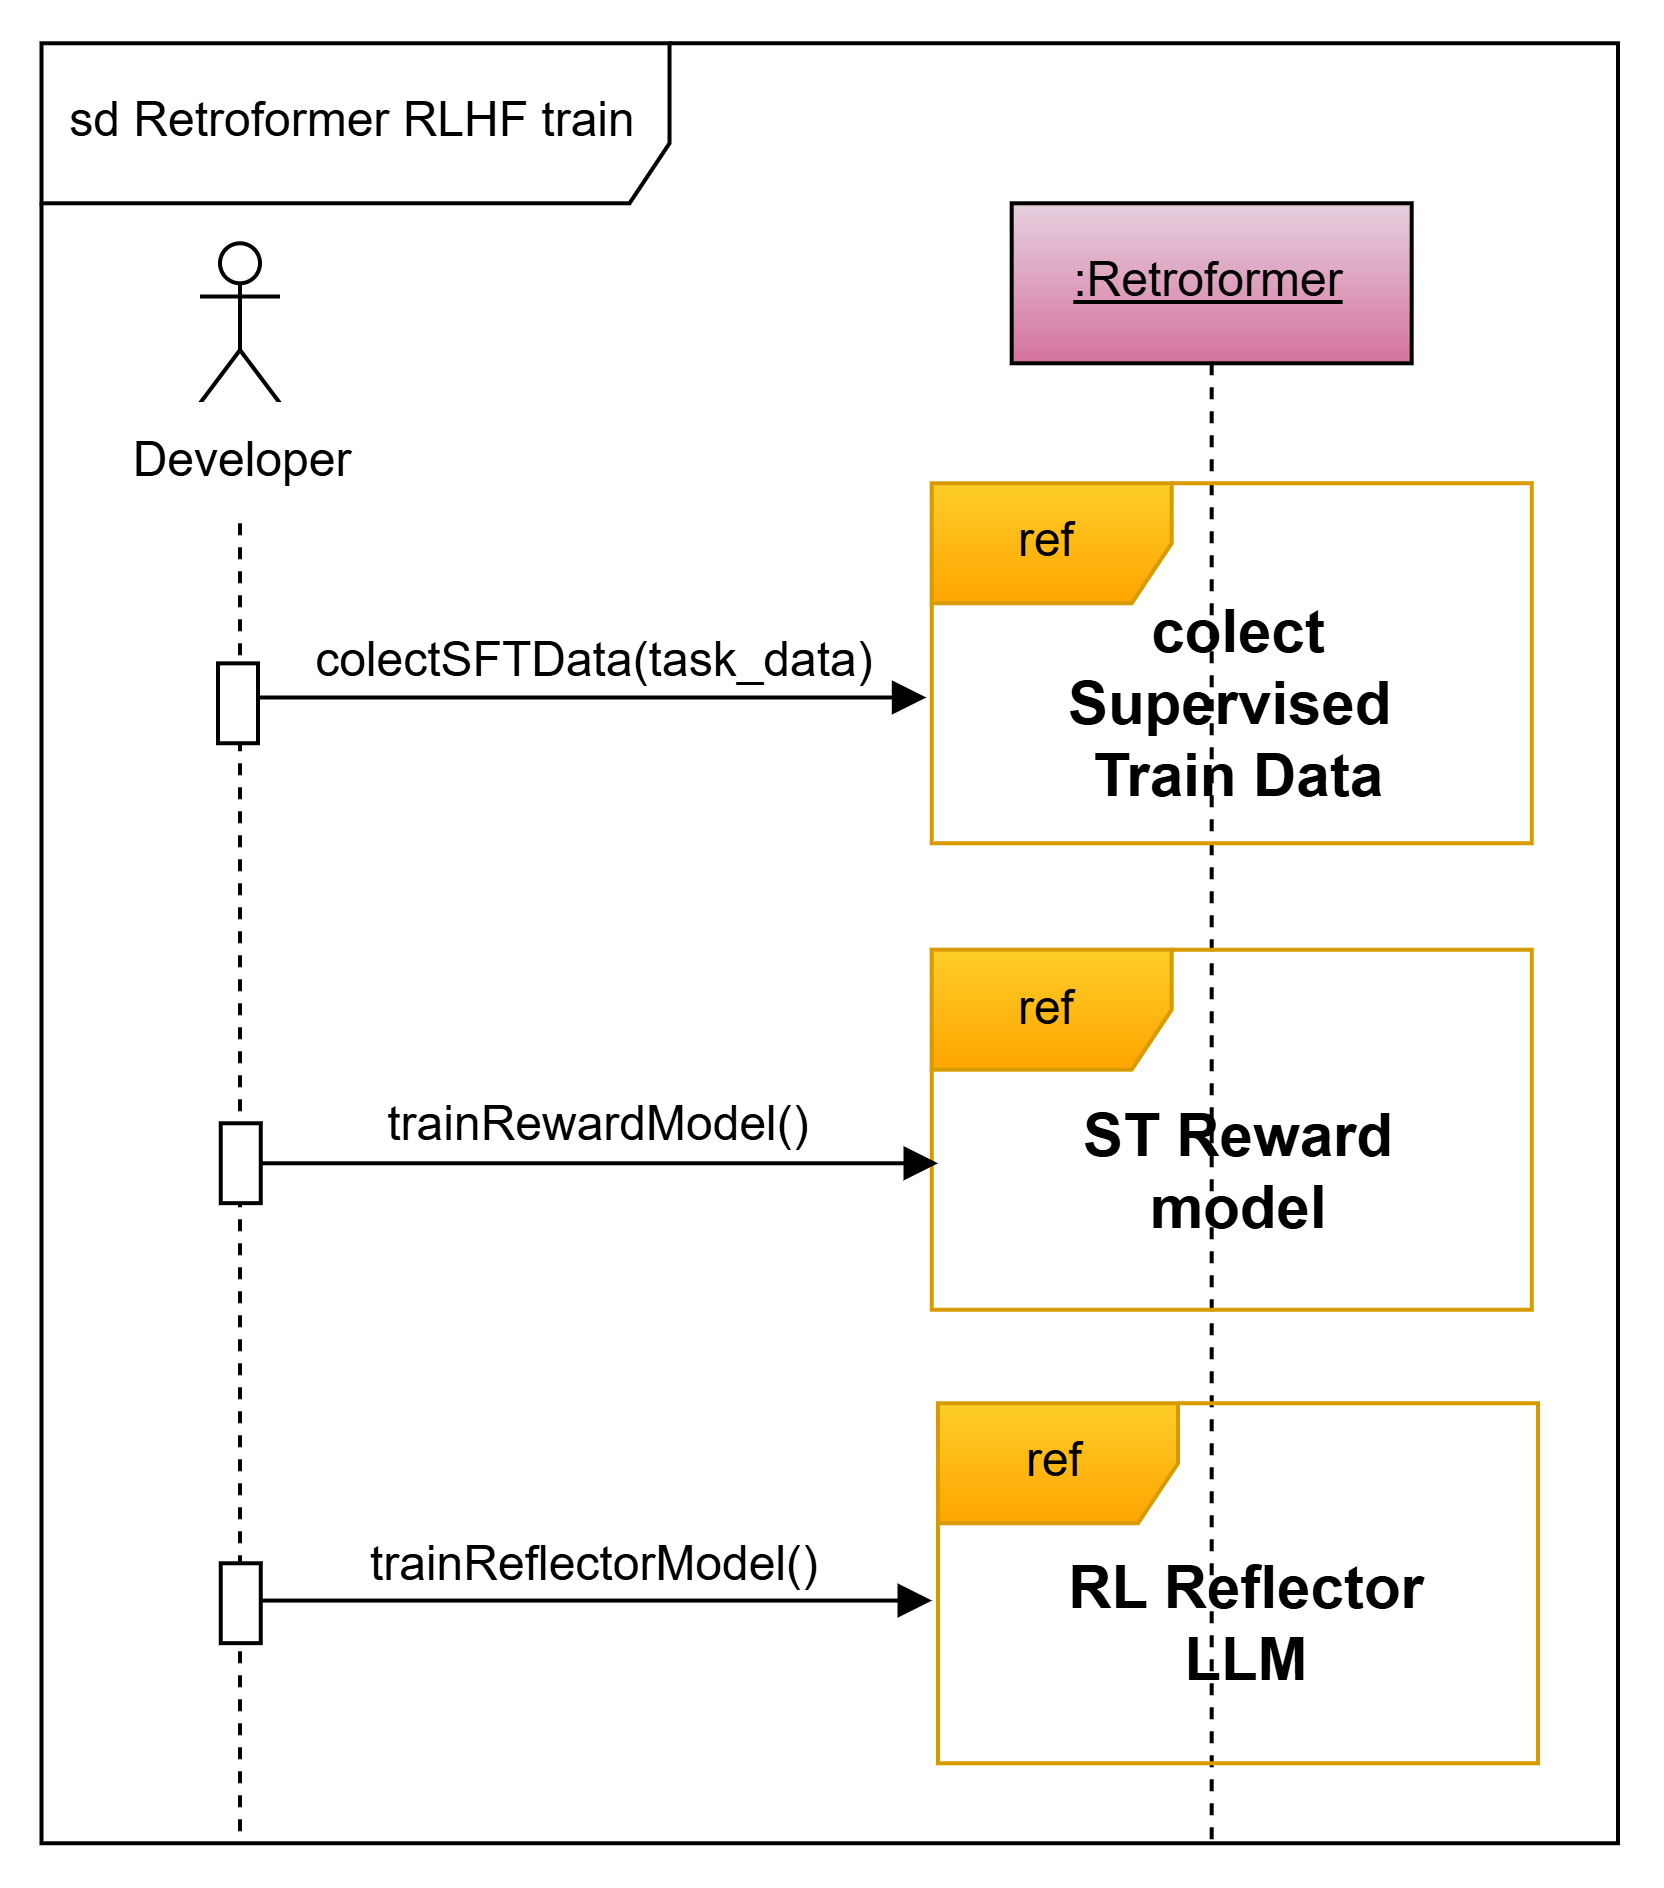 sd Retroformer RLHF train
:Retroformer
Developer
ref
colect
Supervised
Train Data
colectSFTData(task_data)
ref
trainRewardModel()
ST Reward
model
ref
trainReflectorModel()
RL Reflector
LLM